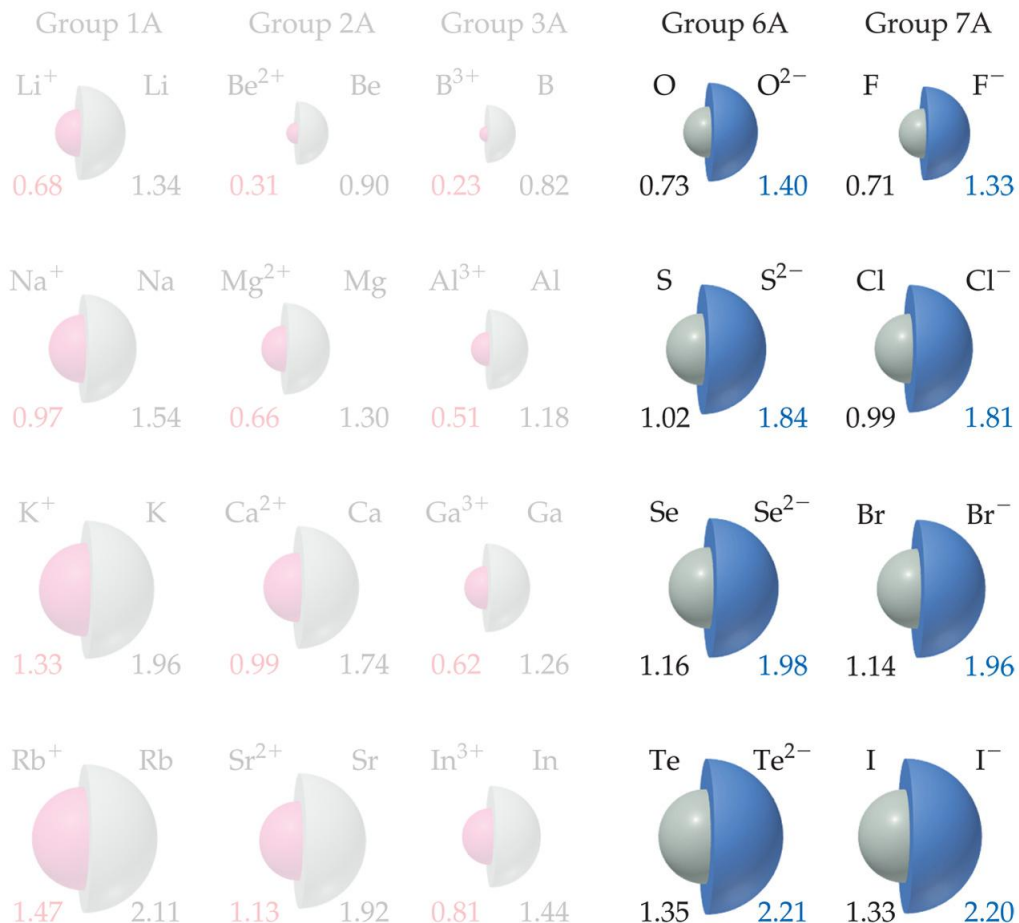 Group 1A Group 2A Group 3A Group 6A Group 7A
Li⁺ Li Be²⁺ Be B³⁺ B O O²⁻ F F⁻
0.68 1.34 0.31 0.90 0.23 0.82 0.73 1.40 0.71 1.33
Na⁺ Na Mg²⁺ Mg Al³⁺ Al S S²⁻ Cl Cl⁻
0.97 1.54 0.66 1.30 0.51 1.18 1.02 1.84 0.99 1.81
K⁺ K Ca²⁺ Ca Ga³⁺ Ga Se Se²⁻ Br Br⁻
1.33 1.96 0.99 1.74 0.62 1.26 1.16 1.98 1.14 1.96
Rb⁺ Rb Sr²⁺ Sr In³⁺ In Te Te²⁻ I I⁻
1.47 2.11 1.13 1.92 0.81 1.44 1.35 2.21 1.33 2.20